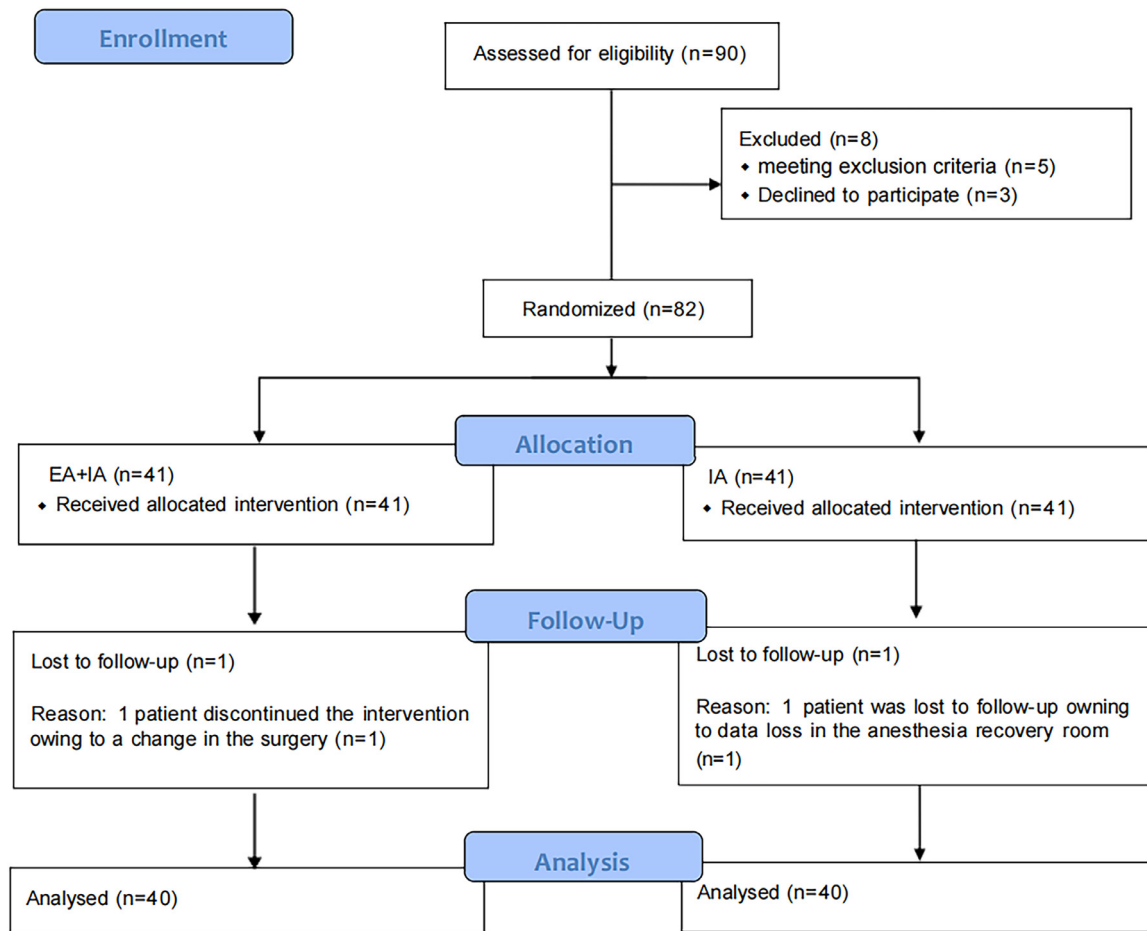 Enrollment
Assessed for eligibility (n=90)
Excluded (n=8)
◆ meeting exclusion criteria (n=5)
◆ Declined to participate (n=3)
Randomized (n=82)
Allocation
EA+IA (n=41)
◆ Received allocated intervention (n=41)
IA (n=41)
◆ Received allocated intervention (n=41)
Follow-Up
Lost to follow-up (n=1)
Reason: 1 patient discontinued the intervention
owing to a change in the surgery (n=1)
Lost to follow-up (n=1)
Reason: 1 patient was lost to follow-up owning
to data loss in the anesthesia recovery room
(n=1)
Analysis
Analysed (n=40)
Analysed (n=40)